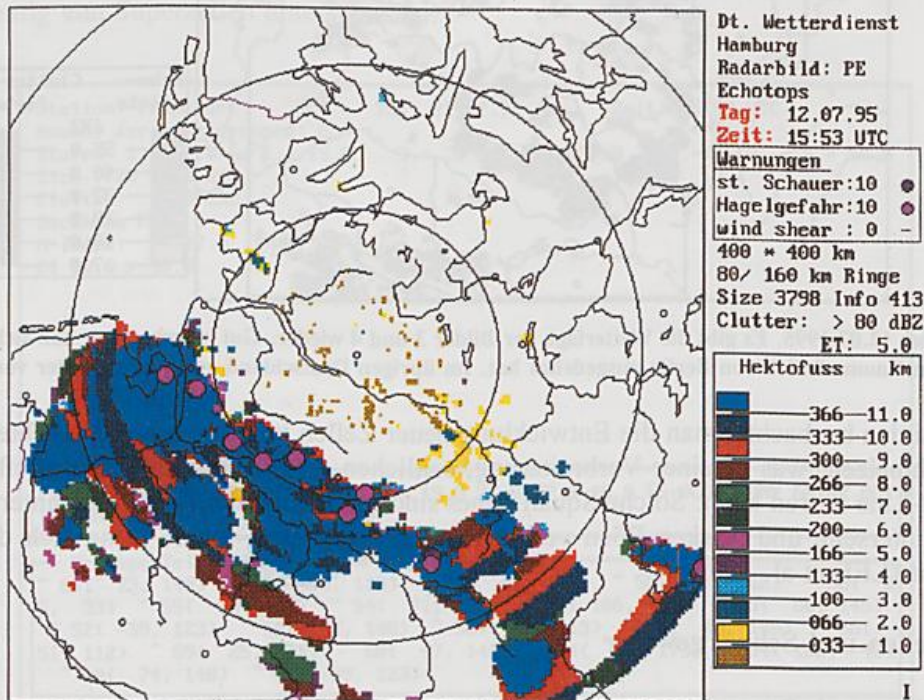 Dt. Wetterdienst
Hamburg
Radarbild: PE
Echotops
Tag: 12.07.95
Zeit: 15:53 UTC
Warnungen
st. Schauer:10
Hagelgefahr:10
wind shear : 0 -
400 * 400 km
80/ 160 km Ringe
Size 3798 Info 413
Clutter: > 80 dBZ
ET: 5.0
Hektofuss km
366 11.0
333 10.0
300 9.0
266 8.0
233 7.0
200 6.0
166 5.0
133 4.0
100 3.0
066 2.0
033 1.0